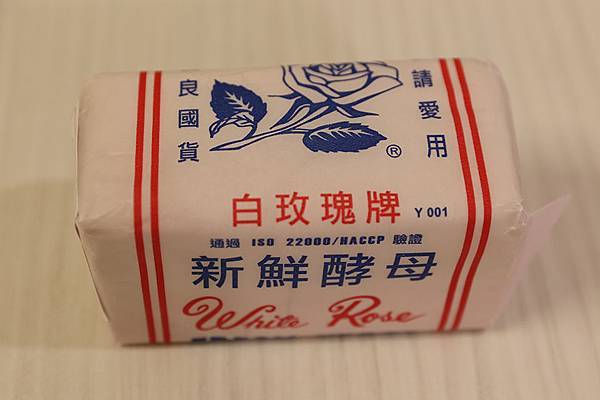 請愛用
良國貨
®
白玫瑰牌 Y 001
通過 ISO 22000/HACCP 驗證
新鮮酵母
White Rose